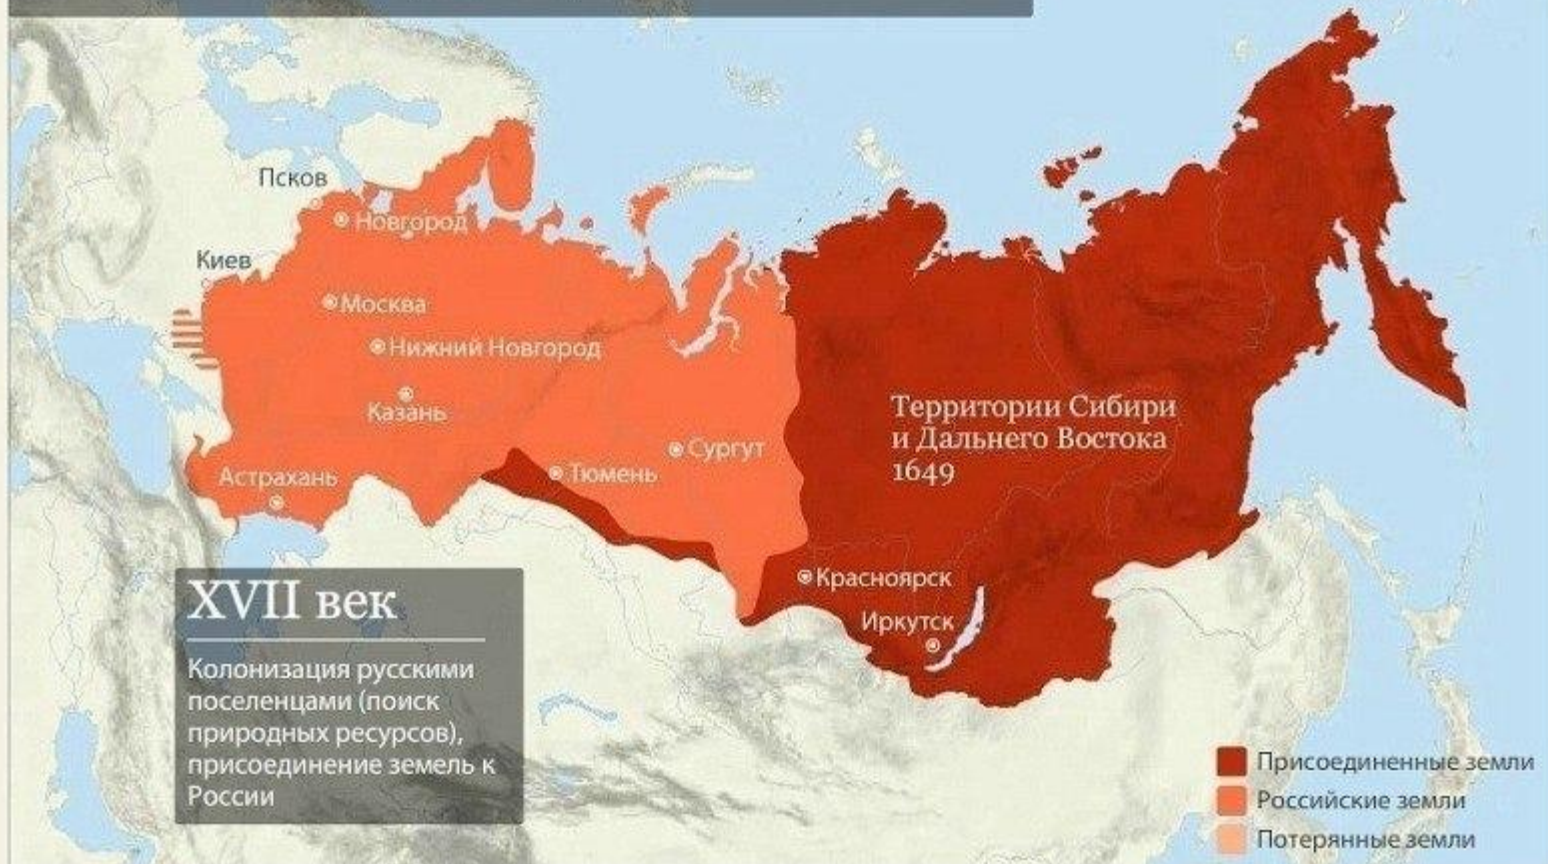 Псков
Новгород
Киев
Москва
Нижний Новгород
Казань
Территории Сибири
и Дальнего Востока
1649
Сургут
Тюмень
Астрахань
Красноярск
Иркутск
XVII век
Колонизация русскими
поселенцами (поиск
природных ресурсов),
присоединение земель к
России
Присоединенные земли
Российские земли
Потерянные земли